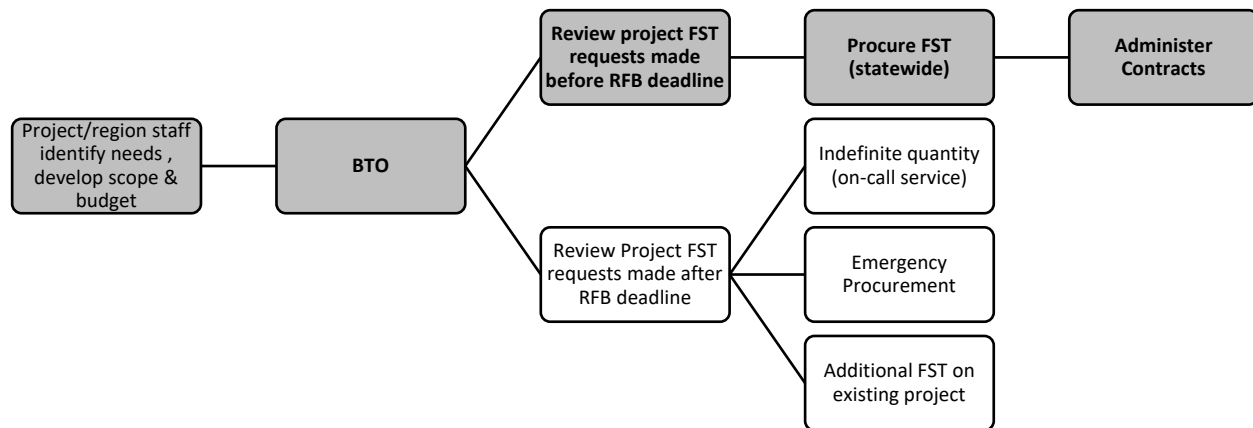 Project/region staff
identify needs ,
develop scope &
budget
BTO
Review project FST
requests made
before RFB deadline
Procure FST
(statewide)
Administer
Contracts
Review Project FST
requests made after
RFB deadline
Indefinite quantity
(on-call service)
Emergency
Procurement
Additional FST on
existing project